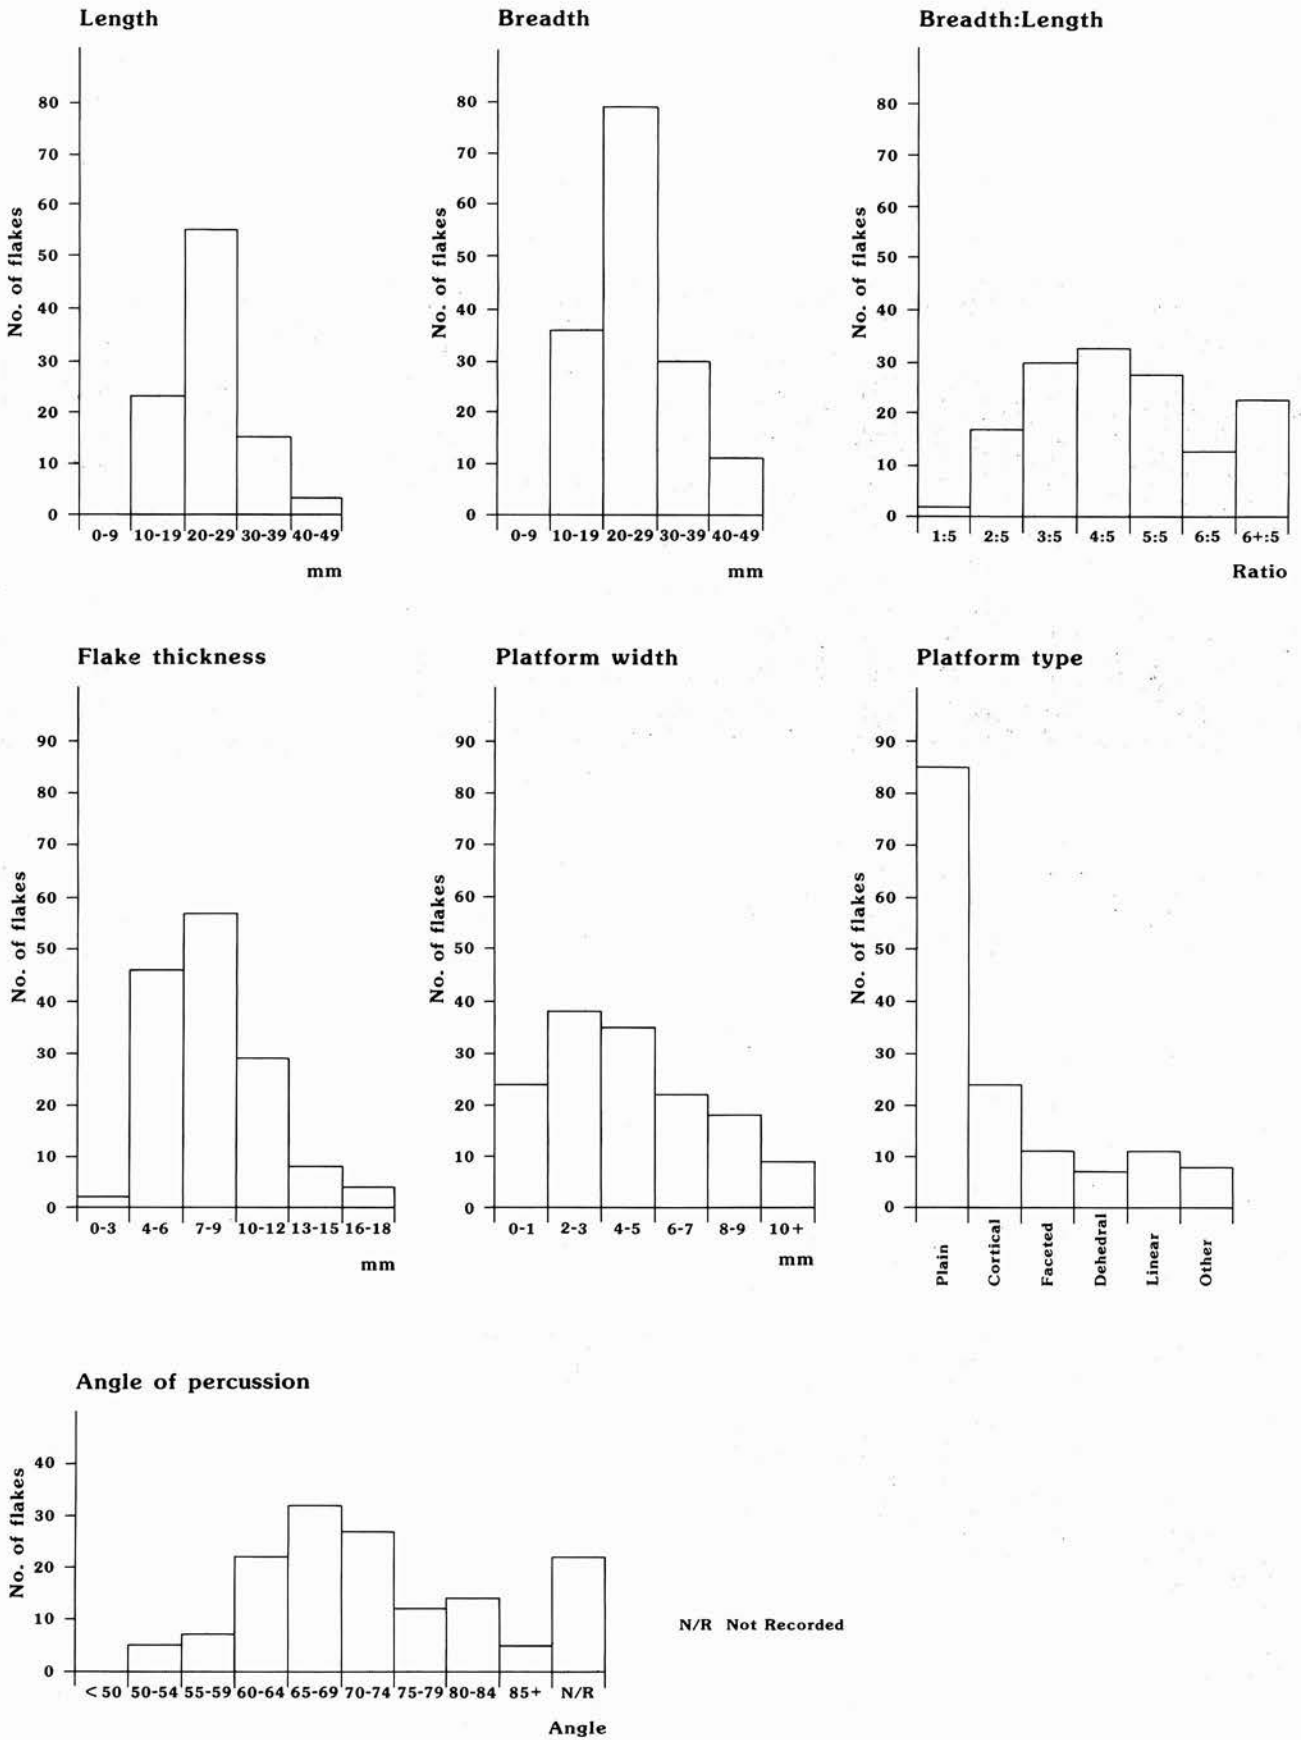 Length
No. of flakes
80
70
60
50
40
30
20
10
0
0-9 10-19 20-29 30-39 40-49
mm
Breadth
No. of flakes
80
70
60
50
40
30
20
10
0
0-9 10-19 20-29 30-39 40-49
mm
Breadth:Length
No. of flakes
80
70
60
50
40
30
20
10
0
1:5 2:5 3:5 4:5 5:5 6:5 6+:5
Ratio
Flake thickness
No. of flakes
90
80
70
60
50
40
30
20
10
0
0-3 4-6 7-9 10-12 13-15 16-18
mm
Platform width
No. of flakes
90
80
70
60
50
40
30
20
10
0
0-1 2-3 4-5 6-7 8-9 10+
mm
Platform type
No. of flakes
90
80
70
60
50
40
30
20
10
0
Plain
Cortical
Faceted
Dehedral
Linear
Other
Angle of percussion
No. of flakes
40
30
20
10
0
<50 50-54 55-59 60-64 65-69 70-74 75-79 80-84 85+ N/R
Angle
N/R Not Recorded